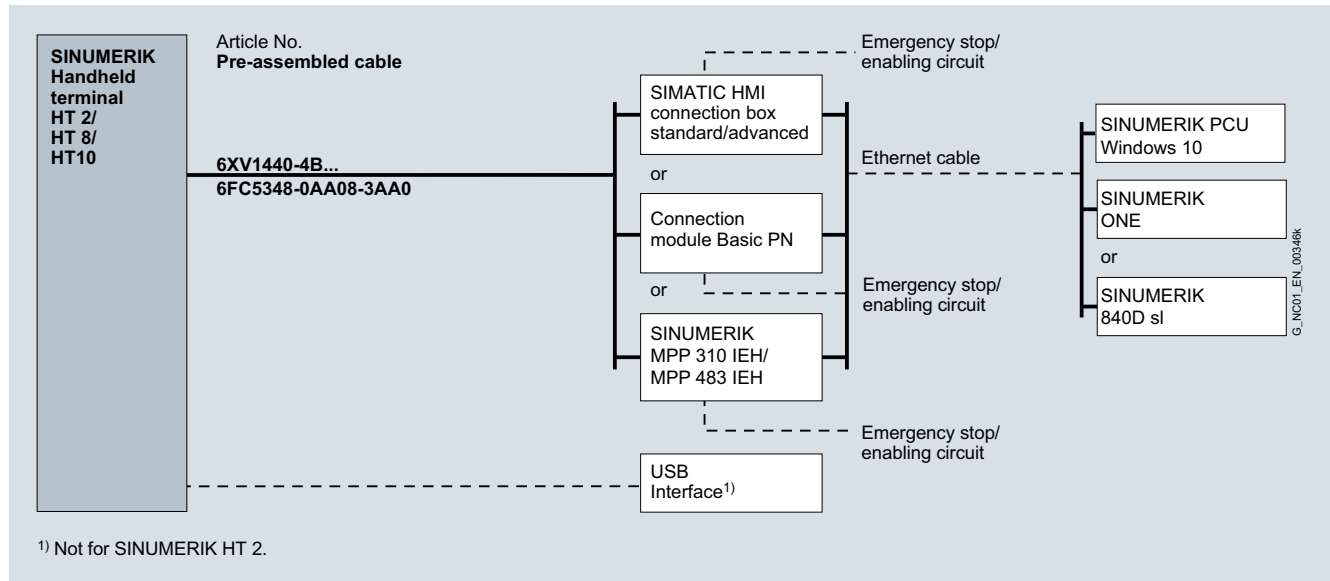 SINUMERIK
Handheld
terminal
HT 2/
HT 8/
HT10
Article No.
Pre-assembled cable
6XV1440-4B...
6FC5348-0AA08-3AA0
Emergency stop/
enabling circuit
SIMATIC HMI
connection box
standard/advanced
or
Connection
module Basic PN
or
SINUMERIK
MPP 310 IEH/
MPP 483 IEH
Ethernet cable
Emergency stop/
enabling circuit
Emergency stop/
enabling circuit
USB
Interface1)
SINUMERIK PCU
Windows 10
SINUMERIK
ONE
or
SINUMERIK
840D sl
G_NC01_EN_00346k
1) Not for SINUMERIK HT 2.